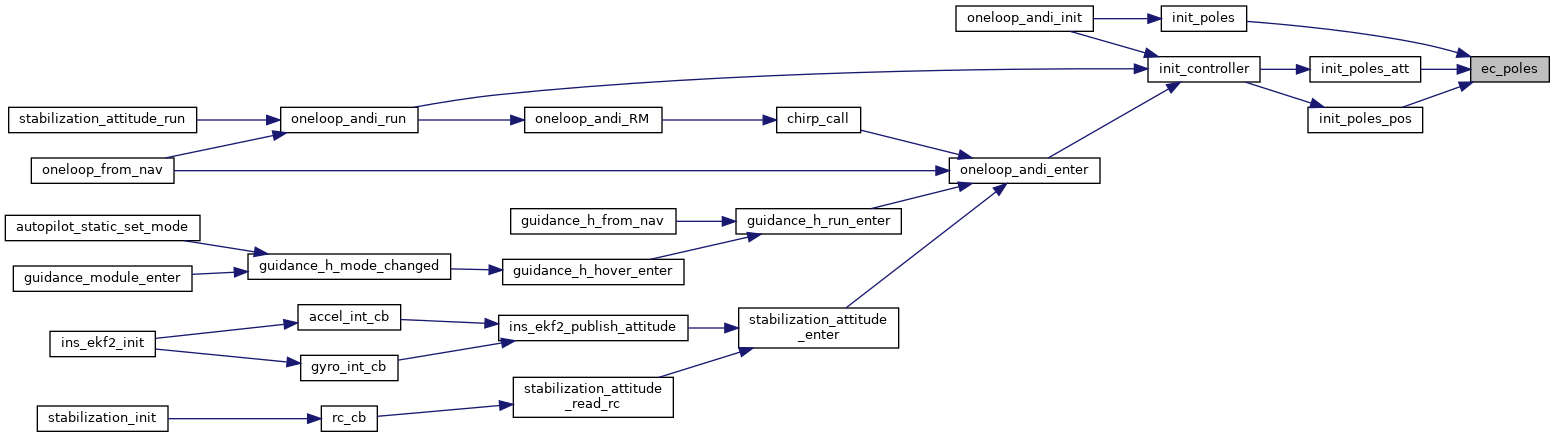 oneloop_andi_init
init_poles
init_controller
init_poles_att
ec_poles
stabilization_attitude_run
oneloop_andi_run
oneloop_andi_RM
chirp_call
init_poles_pos
oneloop_from_nav
oneloop_andi_enter
autopilot_static_set_mode
guidance_h_from_nav
guidance_h_run_enter
guidance_module_enter
guidance_h_mode_changed
guidance_h_hover_enter
ins_ekf2_init
accel_int_cb
ins_ekf2_publish_attitude
stabilization_attitude
_enter
gyro_int_cb
stabilization_attitude
_read_rc
stabilization_init
rc_cb